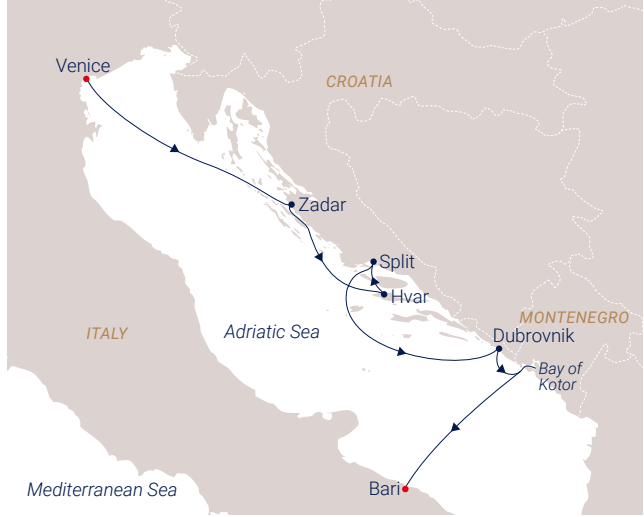 Venice
CROATIA
Zadar
Split
Hvar
MONTENEGRO
ITALY
Adriatic Sea
Dubrovnik
Bay of
Kotor
Bari
Mediterranean Sea